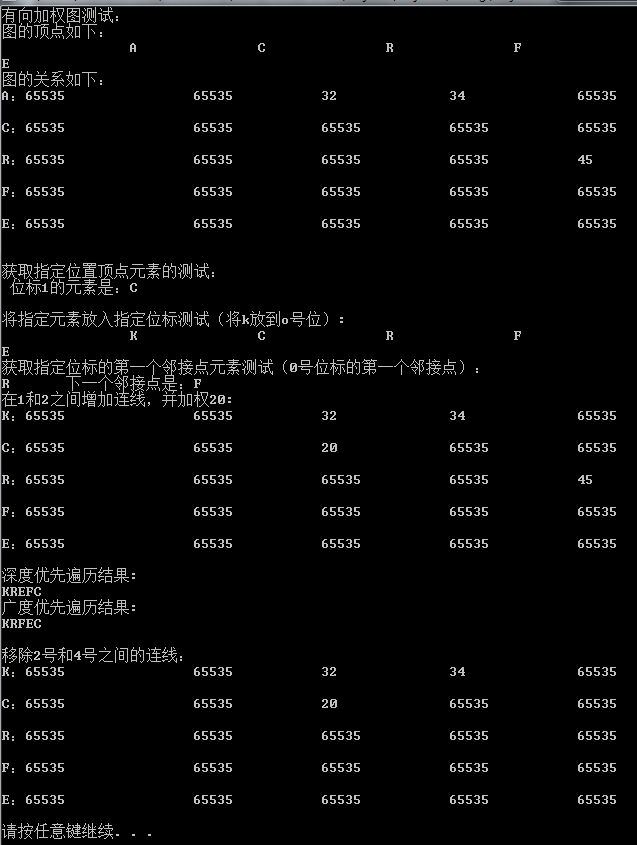 有向加权图测试：
图的顶点如下：
A C R F
E
图的关系如下：
A：65535 65535 32 34 65535
C：65535 65535 65535 65535 65535
R：65535 65535 65535 65535 45
F：65535 65535 65535 65535 65535
E：65535 65535 65535 65535 65535
获取指定位置顶点元素的测试：
位标1的元素是：C
将指定元素放入指定位标测试（将k放到o号位）：
K C R F
E
获取指定位标的第一个邻接点元素测试（0号位标的第一个邻接点）：
R 下一个邻接点是：F
在1和2之间增加连线，并加权20：
K：65535 65535 32 34 65535
C：65535 65535 20 65535 65535
R：65535 65535 65535 65535 45
F：65535 65535 65535 65535 65535
E：65535 65535 65535 65535 65535
深度优先遍历结果：
KREFC
广度优先遍历结果：
KRFEC
移除2号和4号之间的连线：
K：65535 65535 32 34 65535
C：65535 65535 20 65535 65535
R：65535 65535 65535 65535 65535
F：65535 65535 65535 65535 65535
E：65535 65535 65535 65535 65535
请按任意键继续. . .